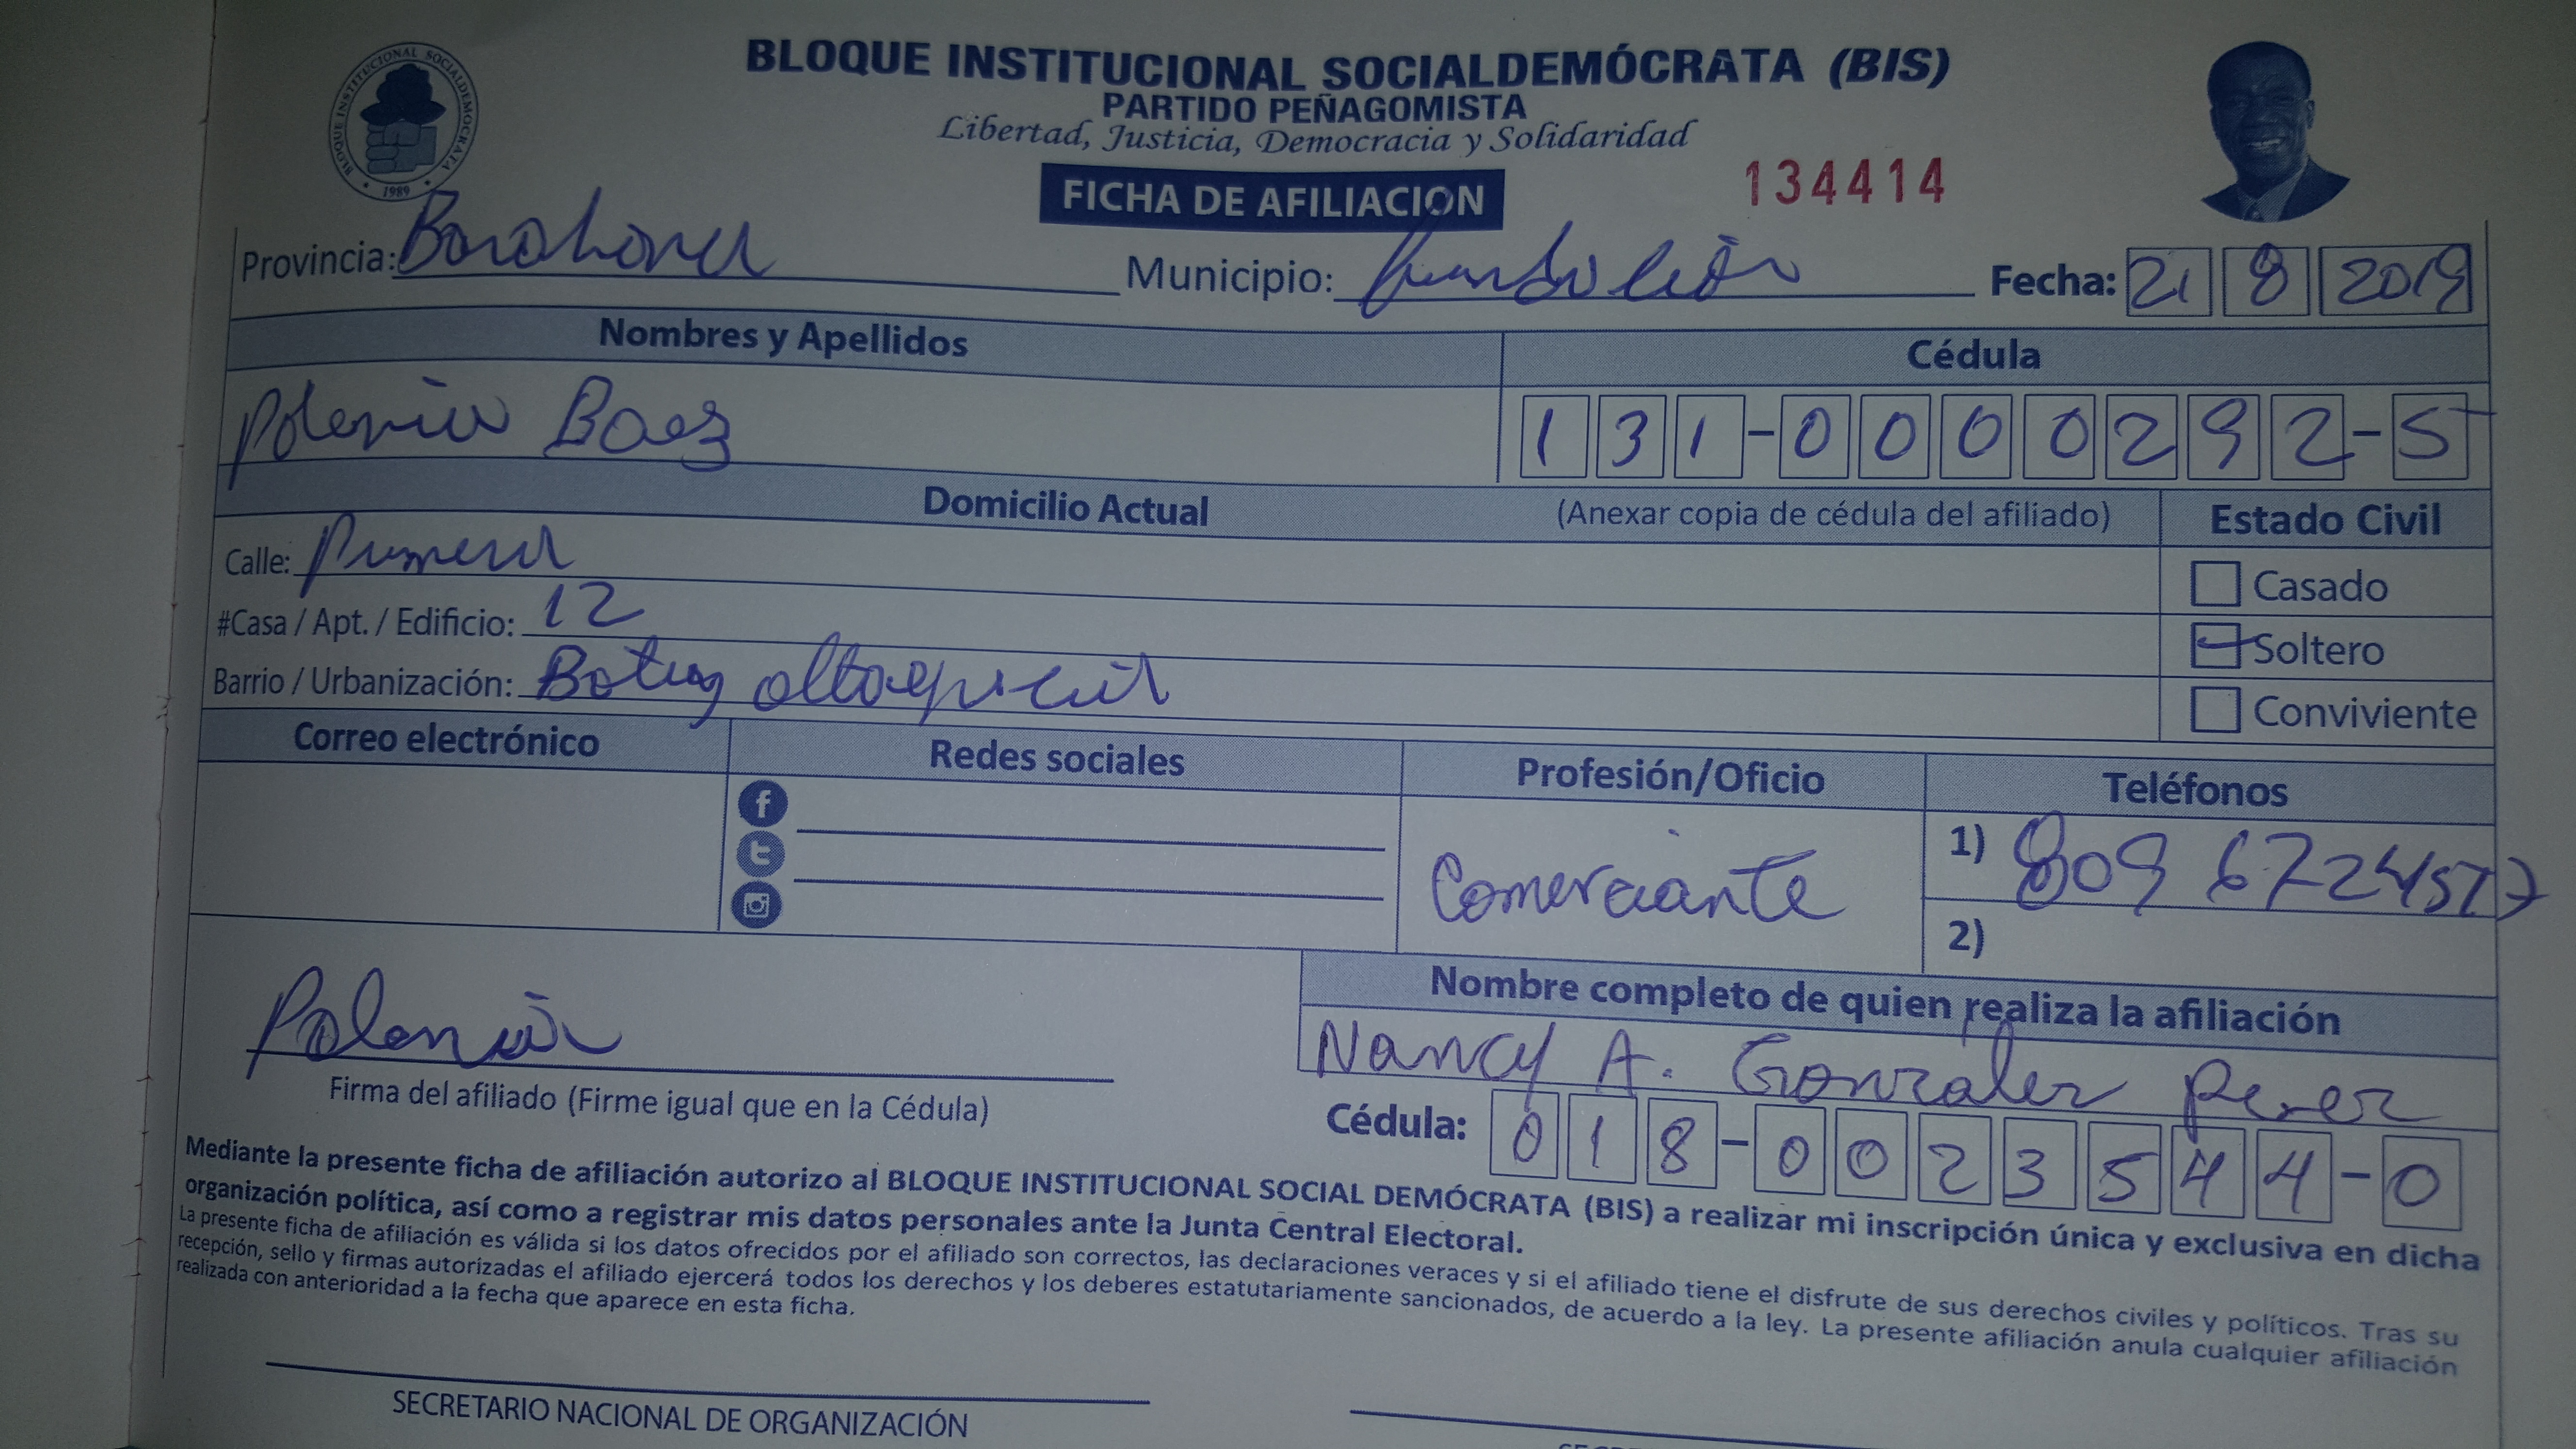 BLOQUE INSTITUCIONAL SOCIALDEMÓCRATA (BIS)
PARTIDO PEÑAGOMISTA
Libertad, Justicia, Democracia y Solidaridad
BLOQUE INSTITUCIONAL SOCIALDEMOCRATA
1989
FICHA DE AFILIACION
134414
Provincia: Barahona Municipio: Fundación Fecha: 21 8 2019
Nombres y Apellidos Cédula
Polonia Baez 131-0000292-5
Domicilio Actual (Anexar copia de cédula del afiliado) Estado Civil
Calle: Primera
Casado
#Casa / Apt. / Edificio: 12
Soltero
Barrio / Urbanización: Batey
Conviviente
Correo electrónico Redes sociales Profesión/Oficio Teléfonos
Comerciante
1) 809 6724577
2)
Nombre completo de quien realiza la afiliación
Nancy A. Gonzalez Perez
Firma del afiliado (Firme igual que en la Cédula)
Cédula: 018-0023544-0
Mediante la presente ficha de afiliación autorizo al BLOQUE INSTITUCIONAL SOCIAL DEMÓCRATA (BIS) a realizar mi inscripción única y exclusiva en dicha
organización política, así como a registrar mis datos personales ante la Junta Central Electoral.
La presente ficha de afiliación es válida si los datos ofrecidos por el afiliado son correctos, las declaraciones veraces y si el afiliado tiene el disfrute de sus derechos civiles y políticos. Tras su
recepción, sello y firmas autorizadas el afiliado ejercerá todos los derechos y los deberes estatutariamente sancionados, de acuerdo a la ley. La presente afiliación anula cualquier afiliación
realizada con anterioridad a la fecha que aparece en esta ficha.
SECRETARIO NACIONAL DE ORGANIZACIÓN